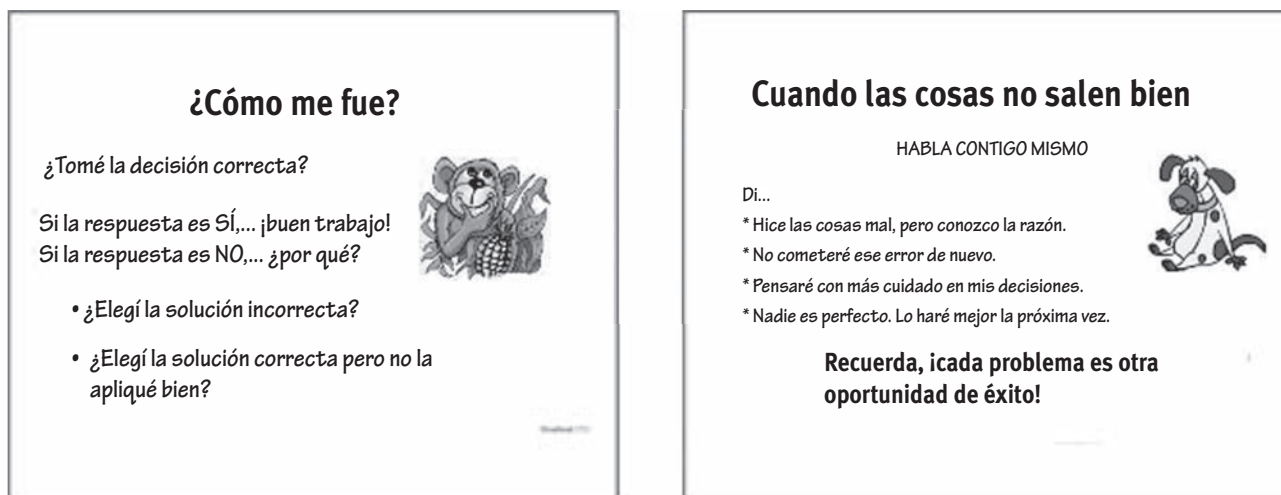 ¿Cómo me fue?
¿Tomé la decisión correcta?
Si la respuesta es SÍ,... ¡buen trabajo!
Si la respuesta es NO,... ¿por qué?
• ¿Elegí la solución incorrecta?
• ¿Elegí la solución correcta pero no la
apliqué bien?
Cuando las cosas no salen bien
HABLA CONTIGO MISMO
Di...
* Hice las cosas mal, pero conozco la razón.
* No cometeré ese error de nuevo.
* Pensaré con más cuidado en mis decisiones.
* Nadie es perfecto. Lo haré mejor la próxima vez.
Recuerda, ¡cada problema es otra
oportunidad de éxito!